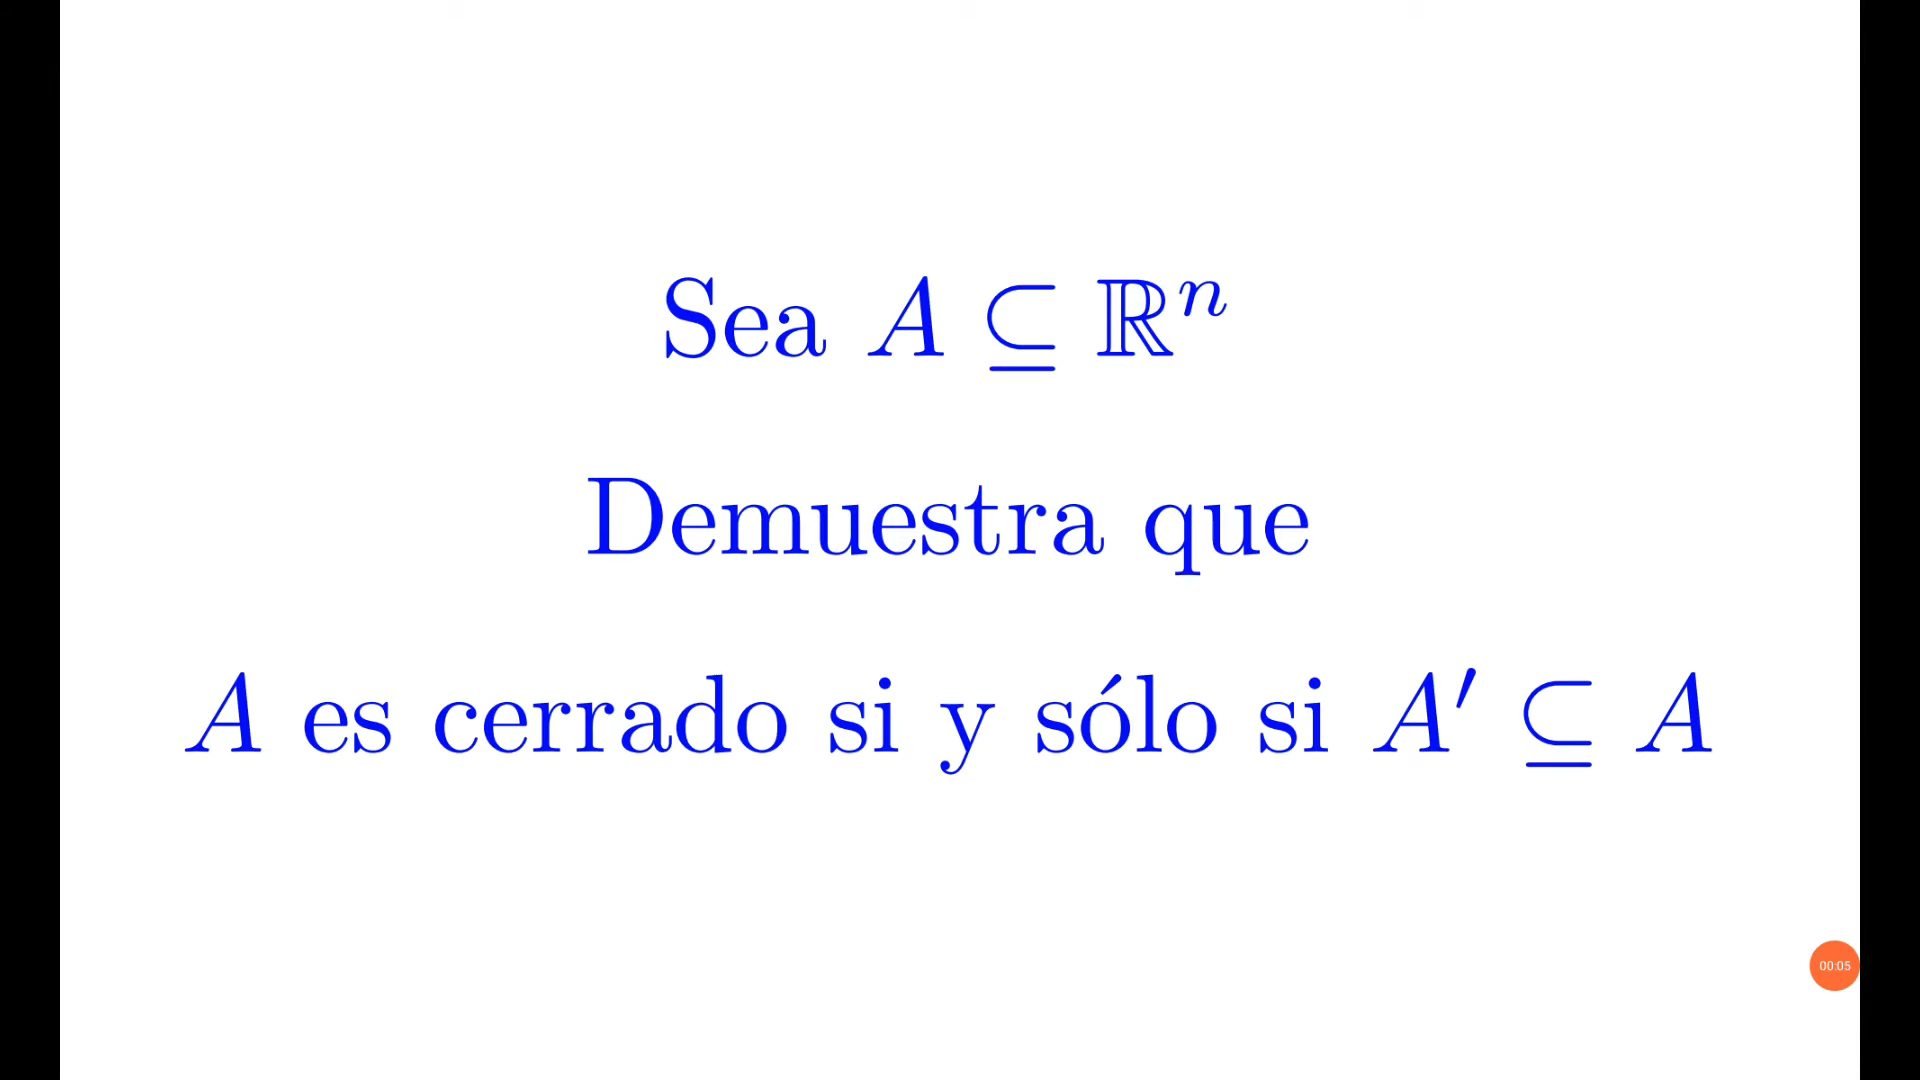 Sea A ⊆ ℝⁿ
Demuestra que
A es cerrado si y sólo si A′ ⊆ A
00:05